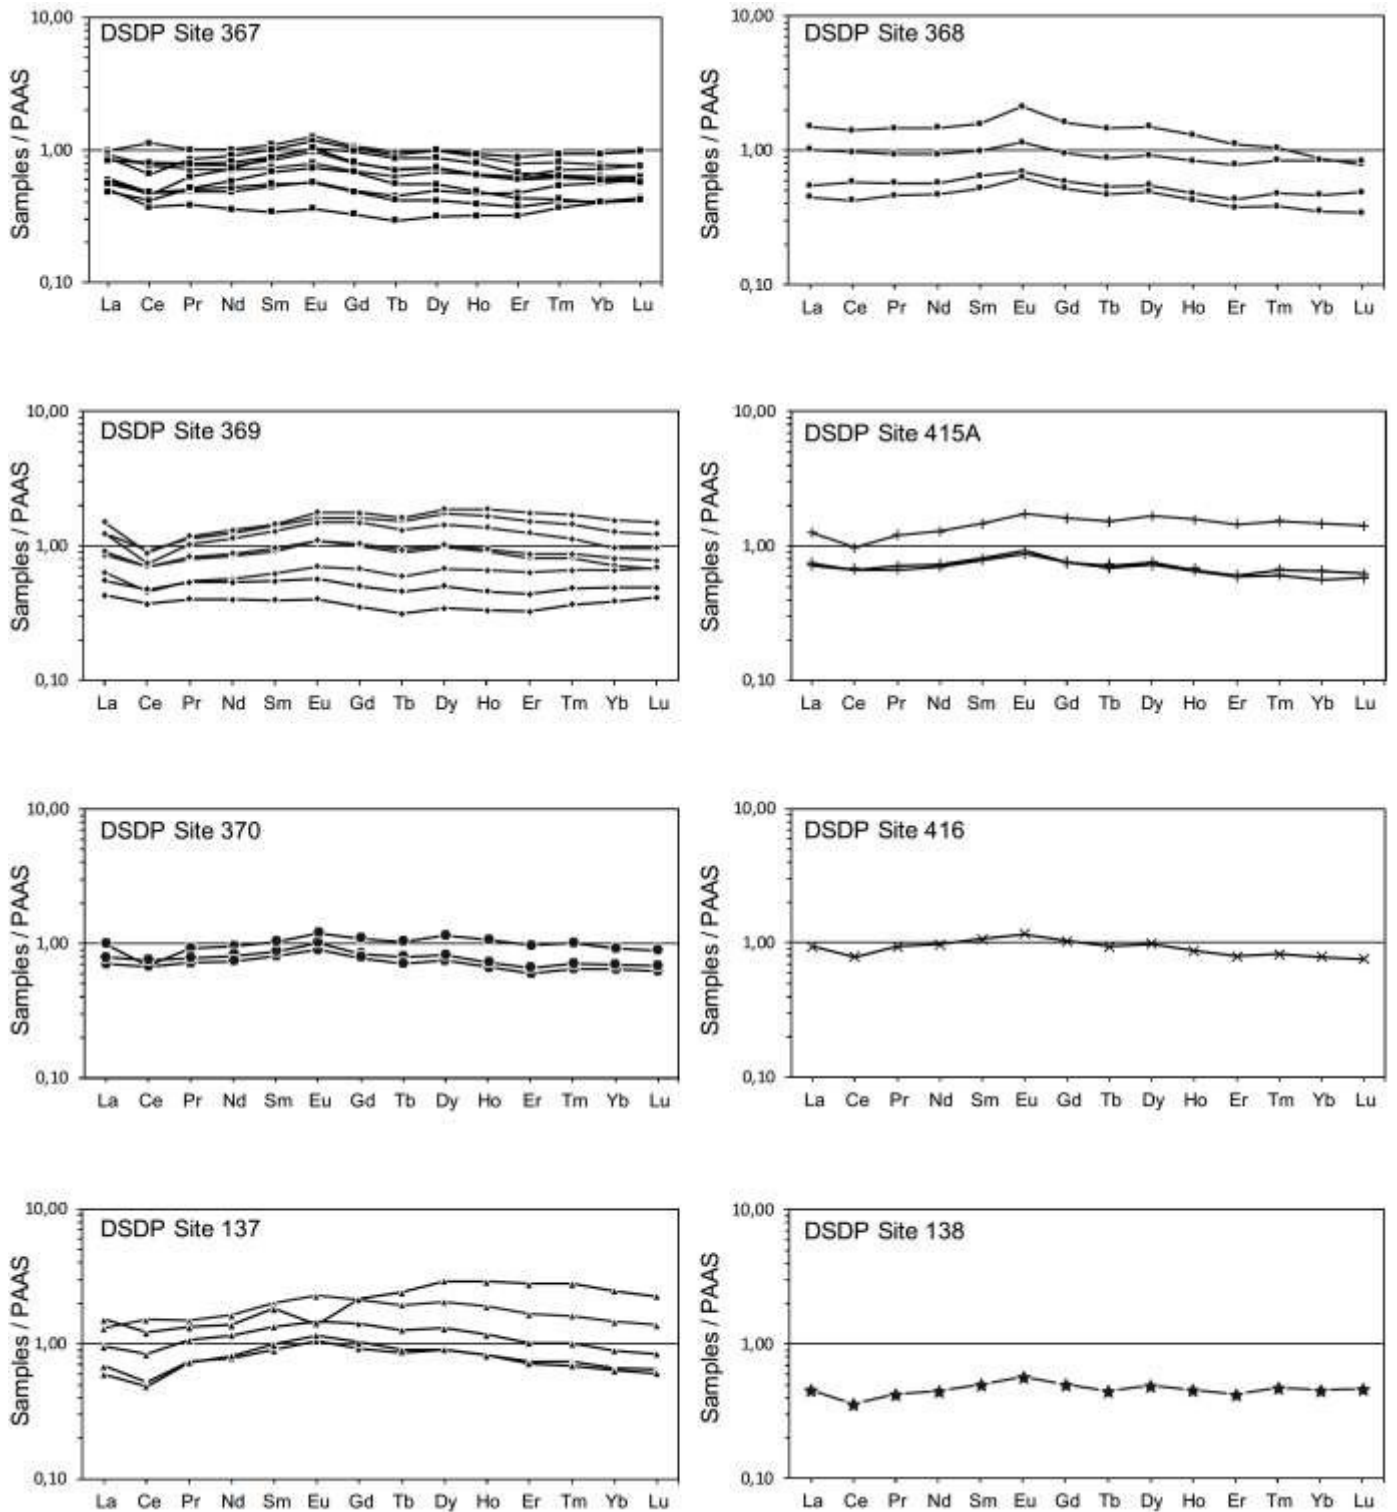 DSDP Site 367
Samples / PAAS
10,00
1,00
0,10
La Ce Pr Nd Sm Eu Gd Tb Dy Ho Er Tm Yb Lu
DSDP Site 368
Samples / PAAS
10,00
1,00
0,10
La Ce Pr Nd Sm Eu Gd Tb Dy Ho Er Tm Yb Lu
DSDP Site 369
Samples / PAAS
10,00
1,00
0,10
La Ce Pr Nd Sm Eu Gd Tb Dy Ho Er Tm Yb Lu
DSDP Site 415A
Samples / PAAS
10,00
1,00
0,10
La Ce Pr Nd Sm Eu Gd Tb Dy Ho Er Tm Yb Lu
DSDP Site 370
Samples / PAAS
10,00
1,00
0,10
La Ce Pr Nd Sm Eu Gd Tb Dy Ho Er Tm Yb Lu
DSDP Site 416
Samples / PAAS
10,00
1,00
0,10
La Ce Pr Nd Sm Eu Gd Tb Dy Ho Er Tm Yb Lu
DSDP Site 137
Samples / PAAS
10,00
1,00
0,10
La Ce Pr Nd Sm Eu Gd Tb Dy Ho Er Tm Yb Lu
DSDP Site 138
Samples / PAAS
10,00
1,00
0,10
La Ce Pr Nd Sm Eu Gd Tb Dy Ho Er Tm Yb Lu